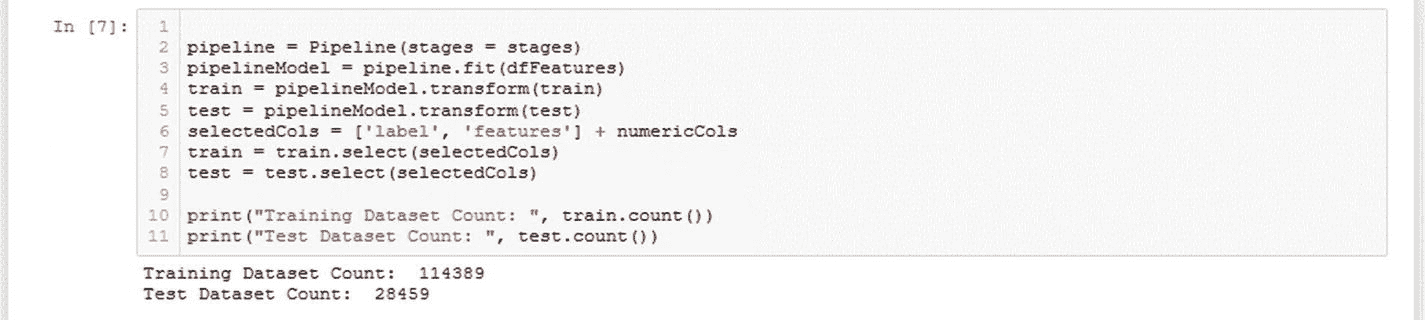 In [7]:
1
2 pipeline = Pipeline(stages = stages)
3 pipelineModel = pipeline.fit(dfFeatures)
4 train = pipelineModel.transform(train)
5 test = pipelineModel.transform(test)
6 selectedCols = ['label', 'features'] + numericCols
7 train = train.select(selectedCols)
8 test = test.select(selectedCols)
9
10 print("Training Dataset Count: ", train.count())
11 print("Test Dataset Count: ", test.count())
Training Dataset Count:  114389
Test Dataset Count:  28459